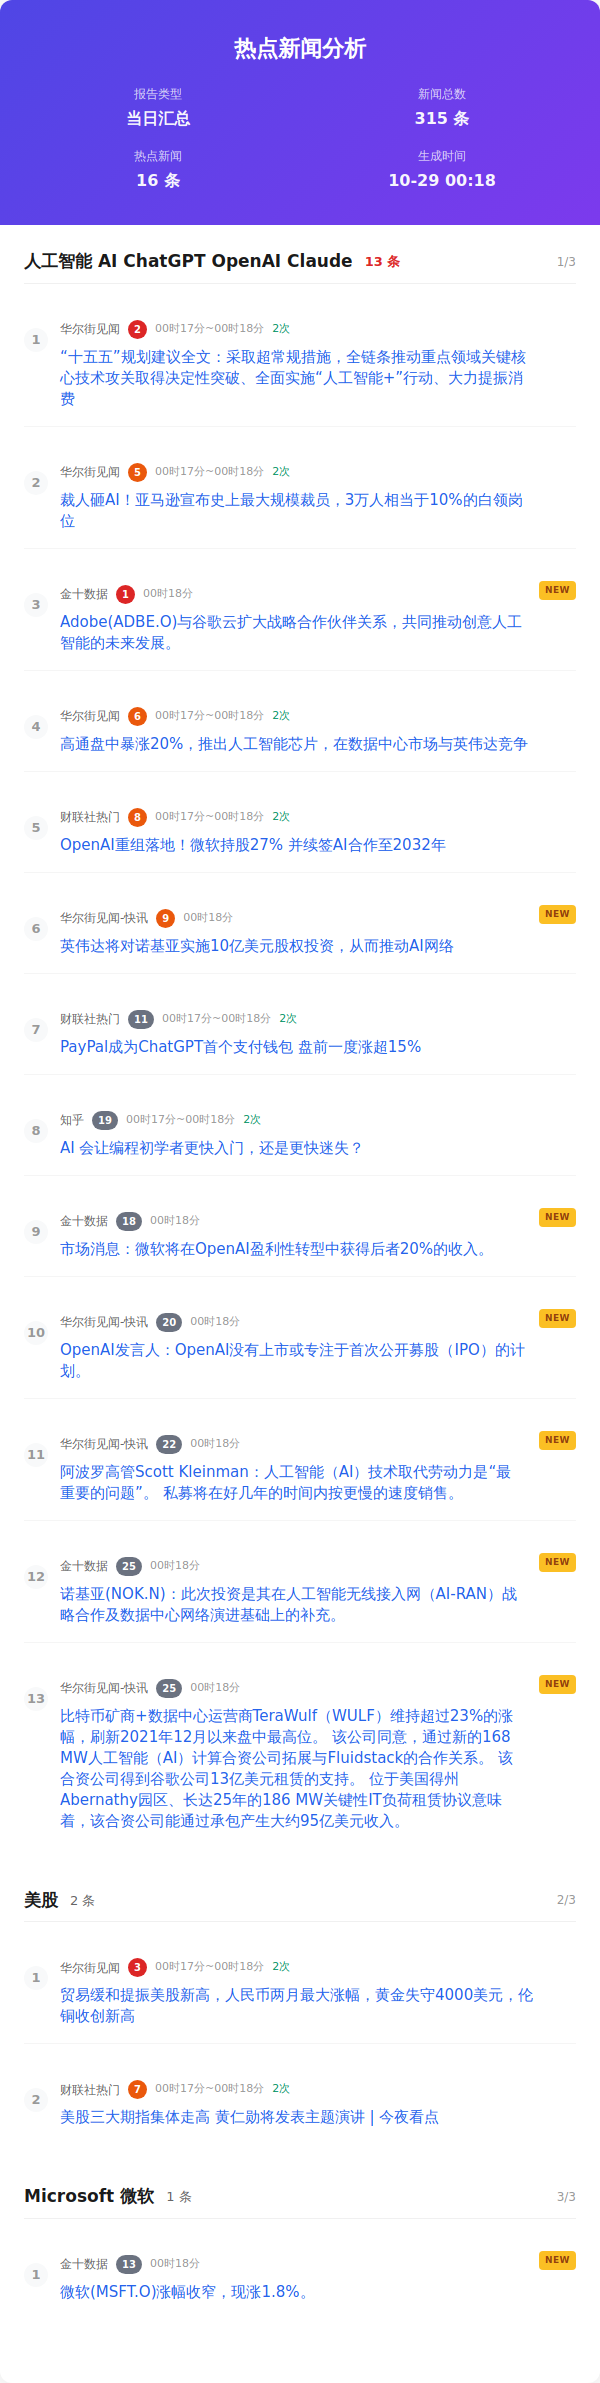 热点新闻分析
报告类型
当日汇总
新闻总数
315 条
热点新闻
16 条
生成时间
10-29 00:18
人工智能 AI ChatGPT OpenAI Claude 13 条 1/3
1
华尔街见闻 2 00时17分~00时18分 2次
“十五五”规划建议全文：采取超常规措施，全链条推动重点领域关键核
心技术攻关取得决定性突破、全面实施“人工智能+”行动、大力提振消
费
2
华尔街见闻 5 00时17分~00时18分 2次
裁人砸AI！亚马逊宣布史上最大规模裁员，3万人相当于10%的白领岗
位
3
金十数据 1 00时18分 NEW
Adobe(ADBE.O)与谷歌云扩大战略合作伙伴关系，共同推动创意人工
智能的未来发展。
4
华尔街见闻 6 00时17分~00时18分 2次
高通盘中暴涨20%，推出人工智能芯片，在数据中心市场与英伟达竞争
5
财联社热门 8 00时17分~00时18分 2次
OpenAI重组落地！微软持股27% 并续签AI合作至2032年
6
华尔街见闻-快讯 9 00时18分 NEW
英伟达将对诺基亚实施10亿美元股权投资，从而推动AI网络
7
财联社热门 11 00时17分~00时18分 2次
PayPal成为ChatGPT首个支付钱包 盘前一度涨超15%
8
知乎 19 00时17分~00时18分 2次
AI 会让编程初学者更快入门，还是更快迷失？
9
金十数据 18 00时18分 NEW
市场消息：微软将在OpenAI盈利性转型中获得后者20%的收入。
10
华尔街见闻-快讯 20 00时18分 NEW
OpenAI发言人：OpenAI没有上市或专注于首次公开募股（IPO）的计
划。
11
华尔街见闻-快讯 22 00时18分 NEW
阿波罗高管Scott Kleinman：人工智能（AI）技术取代劳动力是“最
重要的问题”。 私募将在好几年的时间内按更慢的速度销售。
12
金十数据 25 00时18分 NEW
诺基亚(NOK.N)：此次投资是其在人工智能无线接入网（AI-RAN）战
略合作及数据中心网络演进基础上的补充。
13
华尔街见闻-快讯 25 00时18分 NEW
比特币矿商+数据中心运营商TeraWulf（WULF）维持超过23%的涨
幅，刷新2021年12月以来盘中最高位。 该公司同意，通过新的168
MW人工智能（AI）计算合资公司拓展与Fluidstack的合作关系。 该
合资公司得到谷歌公司13亿美元租赁的支持。 位于美国得州
Abernathy园区、长达25年的186 MW关键性IT负荷租赁协议意味
着，该合资公司能通过承包产生大约95亿美元收入。
美股 2 条 2/3
1
华尔街见闻 3 00时17分~00时18分 2次
贸易缓和提振美股新高，人民币两月最大涨幅，黄金失守4000美元，伦
铜收创新高
2
财联社热门 7 00时17分~00时18分 2次
美股三大期指集体走高 黄仁勋将发表主题演讲 | 今夜看点
Microsoft 微软 1 条 3/3
1
金十数据 13 00时18分 NEW
微软(MSFT.O)涨幅收窄，现涨1.8%。